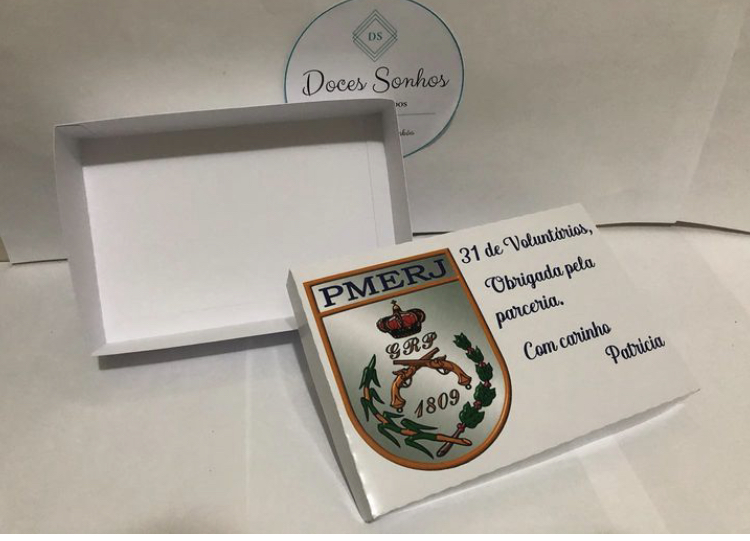 DS
Doces Sonhos
PMERJ
GRP
1809
31 de Voluntários,
Obrigada pela
parceria.
Com carinho
Patricia